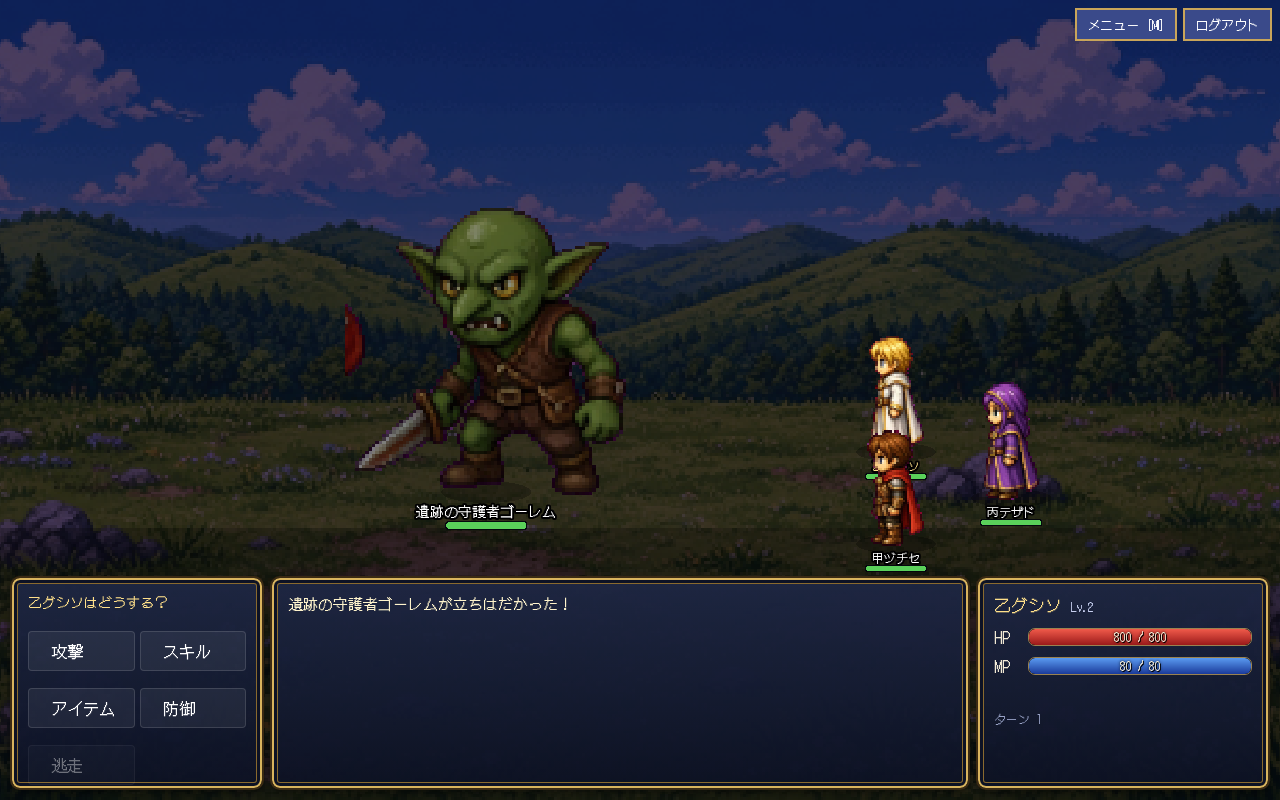 メニュー [M]
ログアウト
ソ
遺跡の守護者ゴーレム
丙テザド
甲ヅチセ
乙グシソはどうする?
攻撃
スキル
アイテム
防御
逃走
遺跡の守護者ゴーレムが立ちはだかった!
乙グシソ Lv.2
HP 800 / 800
MP 80 / 80
ターン 1